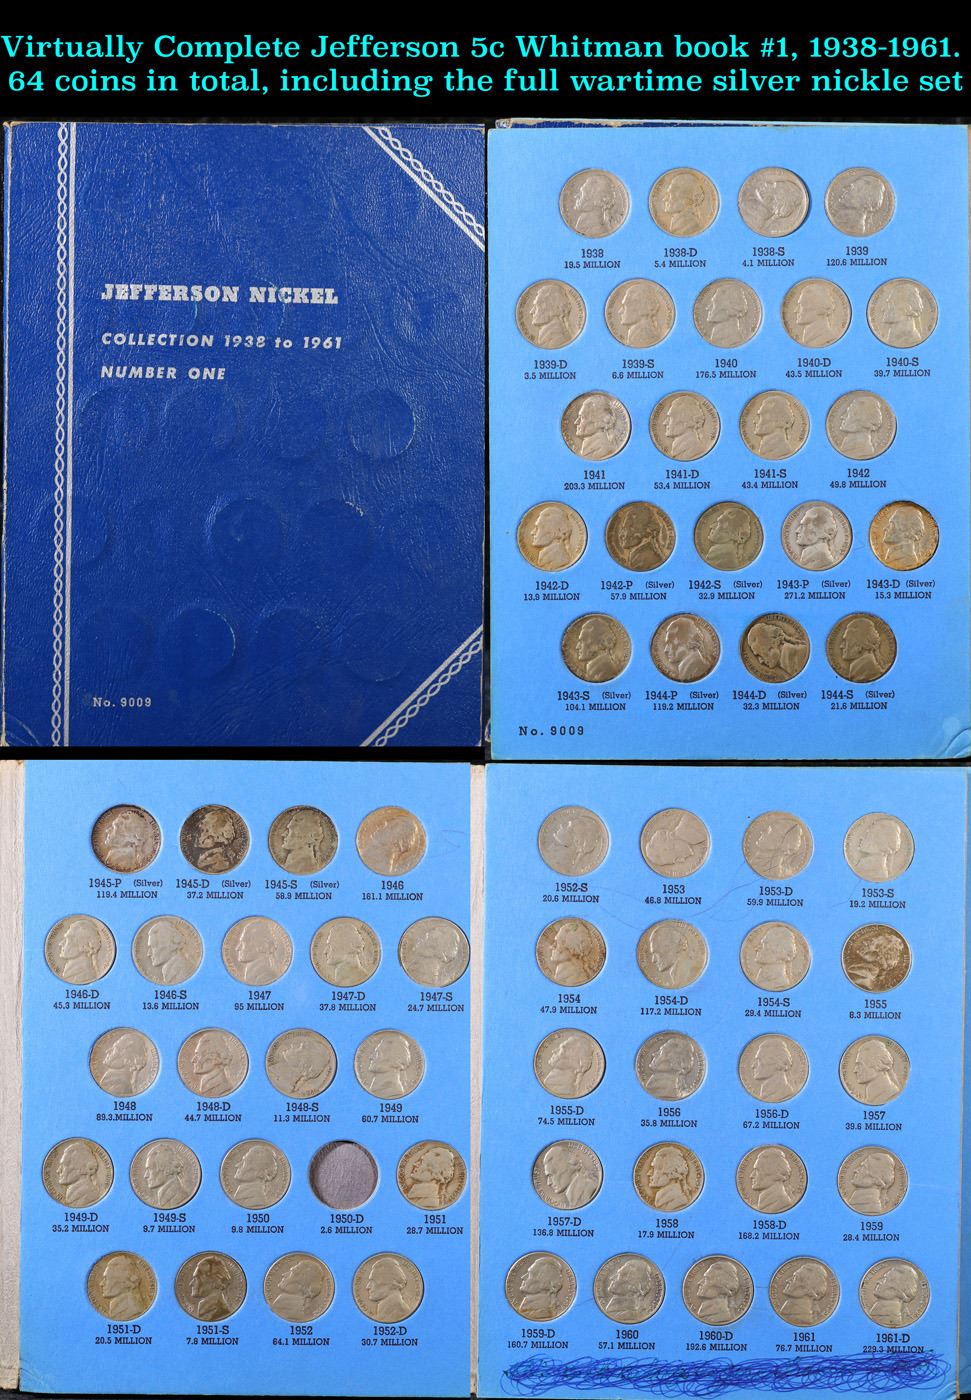 Virtually Complete Jefferson 5c Whitman book #1, 1938-1961.
64 coins in total, including the full wartime silver nickle set
JEFFERSON NICKEL
COLLECTION 1938 to 1961
NUMBER ONE
No. 9009
1938 1938-D 1938-S 1939
19.5 MILLION 5.4 MILLION 4.1 MILLION 120.6 MILLION
1939-D 1939-S 1940 1940-D 1940-S
3.5 MILLION 6.6 MILLION 176.5 MILLION 43.5 MILLION 39.7 MILLION
1941 1941-D 1941-S 1942
203.3 MILLION 53.4 MILLION 43.4 MILLION 49.8 MILLION
1942-D 1942-P (Silver) 1942-S (Silver) 1943-P (Silver) 1943-D (Silver)
13.9 MILLION 57.9 MILLION 32.9 MILLION 271.2 MILLION 15.3 MILLION
1943-S (Silver) 1944-P (Silver) 1944-D (Silver) 1944-S (Silver)
104.1 MILLION 119.2 MILLION 32.3 MILLION 21.6 MILLION
No. 9009
1945-P (Silver) 1945-D (Silver) 1945-S (Silver) 1946
119.4 MILLION 37.2 MILLION 58.9 MILLION 161.1 MILLION
1946-D 1946-S 1947 1947-D 1947-S
45.3 MILLION 13.6 MILLION 95 MILLION 37.8 MILLION 24.7 MILLION
1948 1948-D 1948-S 1949
89.3.MILLION 44.7 MILLION 11.3 MILLION 60.7 MILLION
1949-D 1949-S 1950 1950-D 1951
35.2 MILLION 9.7 MILLION 9.8 MILLION 2.6 MILLION 28.7 MILLION
1951-D 1951-S 1952 1952-D
20.5 MILLION 7.8 MILLION 64.1 MILLION 30.7 MILLION
1952-S 1953 1953-D 1953-S
20.6 MILLION 46.8 MILLION 59.9 MILLION 19.2 MILLION
1954 1954-D 1954-S 1955
47.9 MILLION 117.2 MILLION 29.4 MILLION 8.3 MILLION
1955-D 1956 1956-D 1957
74.5 MILLION 35.8 MILLION 67.2 MILLION 39.6 MILLION
1957-D 1958 1958-D 1959
136.8 MILLION 17.9 MILLION 168.2 MILLION 28.4 MILLION
1959-D 1960 1960-D 1961 1961-D
160.7 MILLION 57.1 MILLION 192.6 MILLION 76.7 MILLION 229.3 MILLION